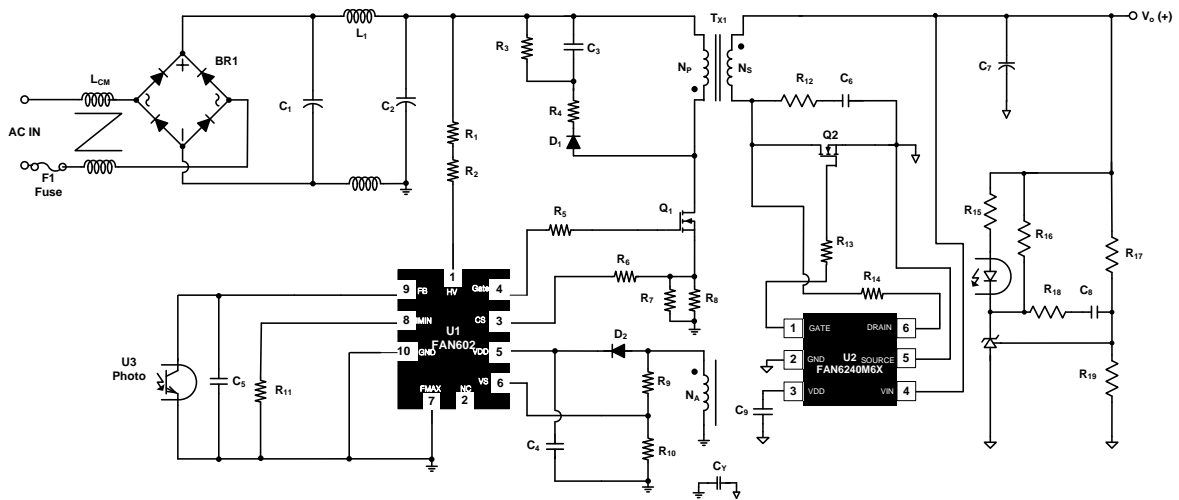 L1
TX1
Vo (+)
R3
C3
NP
NS
C7
LCM
BR1
R12
C6
AC IN
C1
C2
R4
R1
D1
Q2
R2
F1
Fuse
Q1
R15
R16
R5
R13
R17
R6
R14
R18
C8
1
HV
9 FB
Gate 4
R7
R8
8 IMIN
CS 3
U1
FAN602
1 GATE
DRAIN 6
10 GND
VDD 5
D2
2 GND
U2
FAN6240M6X
SOURCE 5
U3
Photo
VS 6
R9
3 VDD
VIN 4
R19
C5
R11
FMAX
7
NC
2
NA
C9
C4
R10
CY